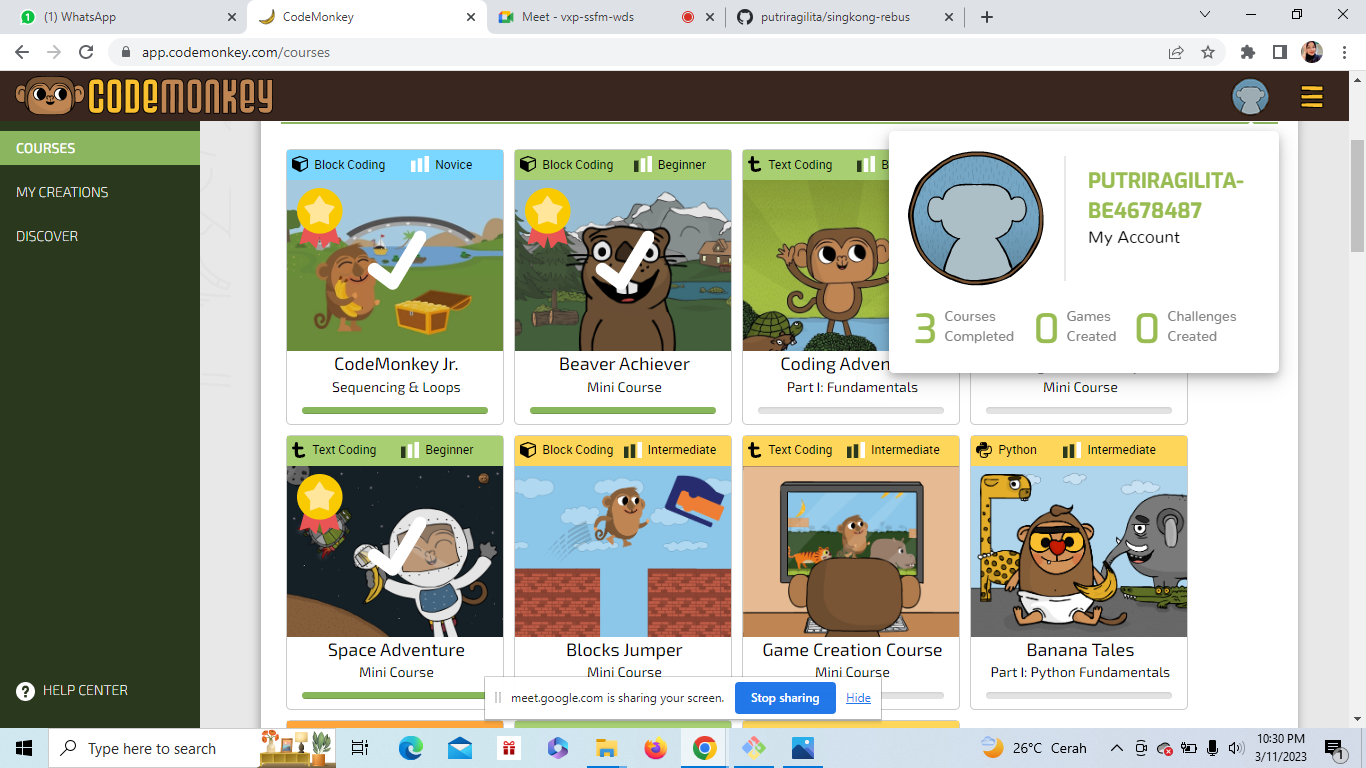 (1) WhatsApp
CodeMonkey
Meet - vxp-ssfm-wds
putriragilita/singkong-rebus
app.codemonkey.com/courses
CODEMONKEY
COURSES
MY CREATIONS
DISCOVER
HELP CENTER
PUTRIRAGILITA-
BE4678487
My Account
3 Courses Completed
0 Games Created
0 Challenges Created
Block Coding Novice
CodeMonkey Jr.
Sequencing & Loops
Block Coding Beginner
Beaver Achiever
Mini Course
Text Coding B
Coding Adven
Part I: Fundamentals
Mini Course
Text Coding Beginner
Space Adventure
Mini Course
Block Coding Intermediate
Blocks Jumper
Mini Course
Text Coding Intermediate
Game Creation Course
Mini Course
Python Intermediate
Banana Tales
Part I: Python Fundamentals
meet.google.com is sharing your screen. Stop sharing Hide
Type here to search
26°C Cerah
10:30 PM
3/11/2023
1